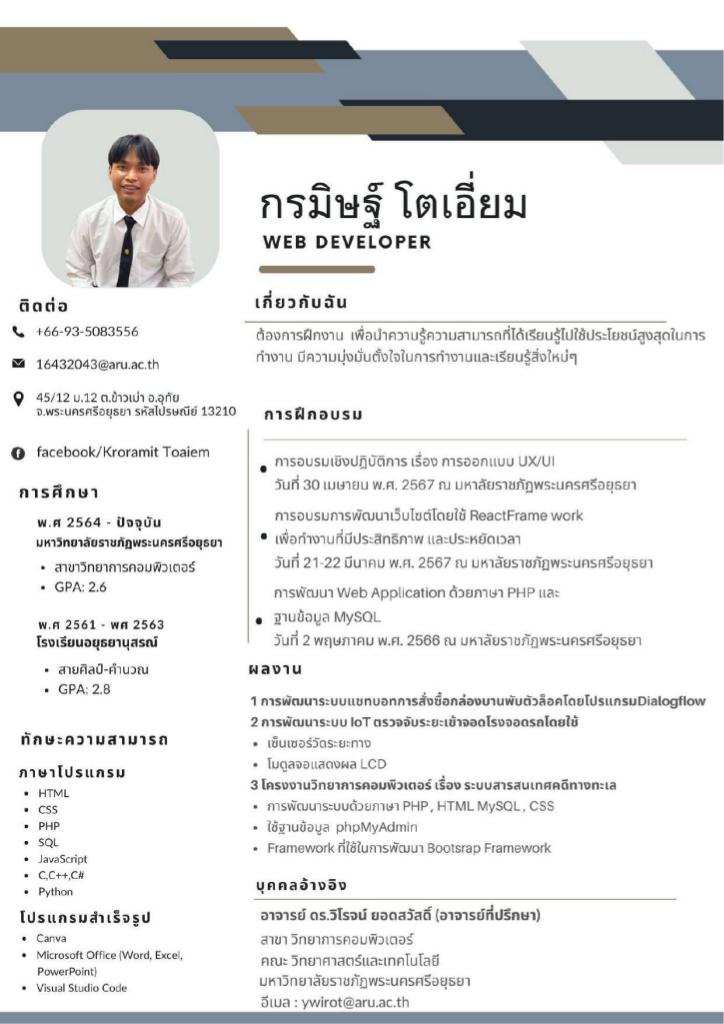 กรมิษฐ์ โตเอี่ยม
WEB DEVELOPER
ติดต่อ
+66-93-5083556
16432043@aru.ac.th
45/12 ม.12 ต.ข้าวเม่า อ.อุทัย
จ.พระนครศรีอยุธยา รหัสไปรษณีย์ 13210
facebook/Kroramit Toaiem
การศึกษา
พ.ศ 2564 - ปัจจุบัน
มหาวิทยาลัยราชภัฏพระนครศรีอยุธยา
• สาขาวิทยาการคอมพิวเตอร์
• GPA: 2.6
พ.ศ 2561 - พศ 2563
โรงเรียนอยุธยานุสรณ์
• สายศิลป์-คำนวณ
• GPA: 2.8
ทักษะความสามารถ
ภาษาโปรแกรม
• HTML
• CSS
• PHP
• SQL
• JavaScript
• C,C++,C#
• Python
โปรแกรมสำเร็จรูป
• Canva
• Microsoft Office (Word, Excel,
PowerPoint)
• Visual Studio Code
เกี่ยวกับฉัน
ต้องการฝึกงาน เพื่อนำความรู้ความสามารถที่ได้เรียนรู้ไปใช้ประโยชน์สูงสุดในการ
ทำงาน มีความมุ่งมั่นตั้งใจในการทำงานและเรียนรู้สิ่งใหม่ๆ
การฝึกอบรม
• การอบรมเชิงปฏิบัติการ เรื่อง การออกแบบ UX/UI
วันที่ 30 เมษายน พ.ศ. 2567 ณ มหาลัยราชภัฏพระนครศรีอยุธยา
การอบรมการพัฒนาเว็บไซต์โดยใช้ ReactFrame work
• เพื่อทำงานที่มีประสิทธิภาพ และประหยัดเวลา
วันที่ 21-22 มีนาคม พ.ศ. 2567 ณ มหาลัยราชภัฏพระนครศรีอยุธยา
การพัฒนา Web Application ด้วยภาษา PHP และ
• ฐานข้อมูล MySQL
วันที่ 2 พฤษภาคม พ.ศ. 2566 ณ มหาลัยราชภัฏพระนครศรีอยุธยา
ผลงาน
1 การพัฒนาระบบแชทบอทการสั่งซื้อกล่องบานพับตัวล็อคโดยโปรแกรมDialogflow
2 การพัฒนาระบบ IoT ตรวจจับระยะเข้าจอดโรงจอดรถโดยใช้
• เซ็นเซอร์วัดระยะทาง
• โมดูลจอแสดงผล LCD
3 โครงงานวิทยาการคอมพิวเตอร์ เรื่อง ระบบสารสนเทศคดีทางทะเล
• การพัฒนาระบบด้วยภาษา PHP , HTML MySQL , CSS
• ใช้ฐานข้อมูล phpMyAdmin
• Framework ที่ใช้ในการพัฒนา Bootsrap Framework
บุคคลอ้างอิง
อาจารย์ ดร.วิโรจน์ ยอดสวัสดิ์ (อาจารย์ที่ปรึกษา)
สาขา วิทยาการคอมพิวเตอร์
คณะ วิทยาศาสตร์และเทคโนโลยี
มหาวิทยาลัยราชภัฏพระนครศรีอยุธยา
อีเมล : ywirot@aru.ac.th